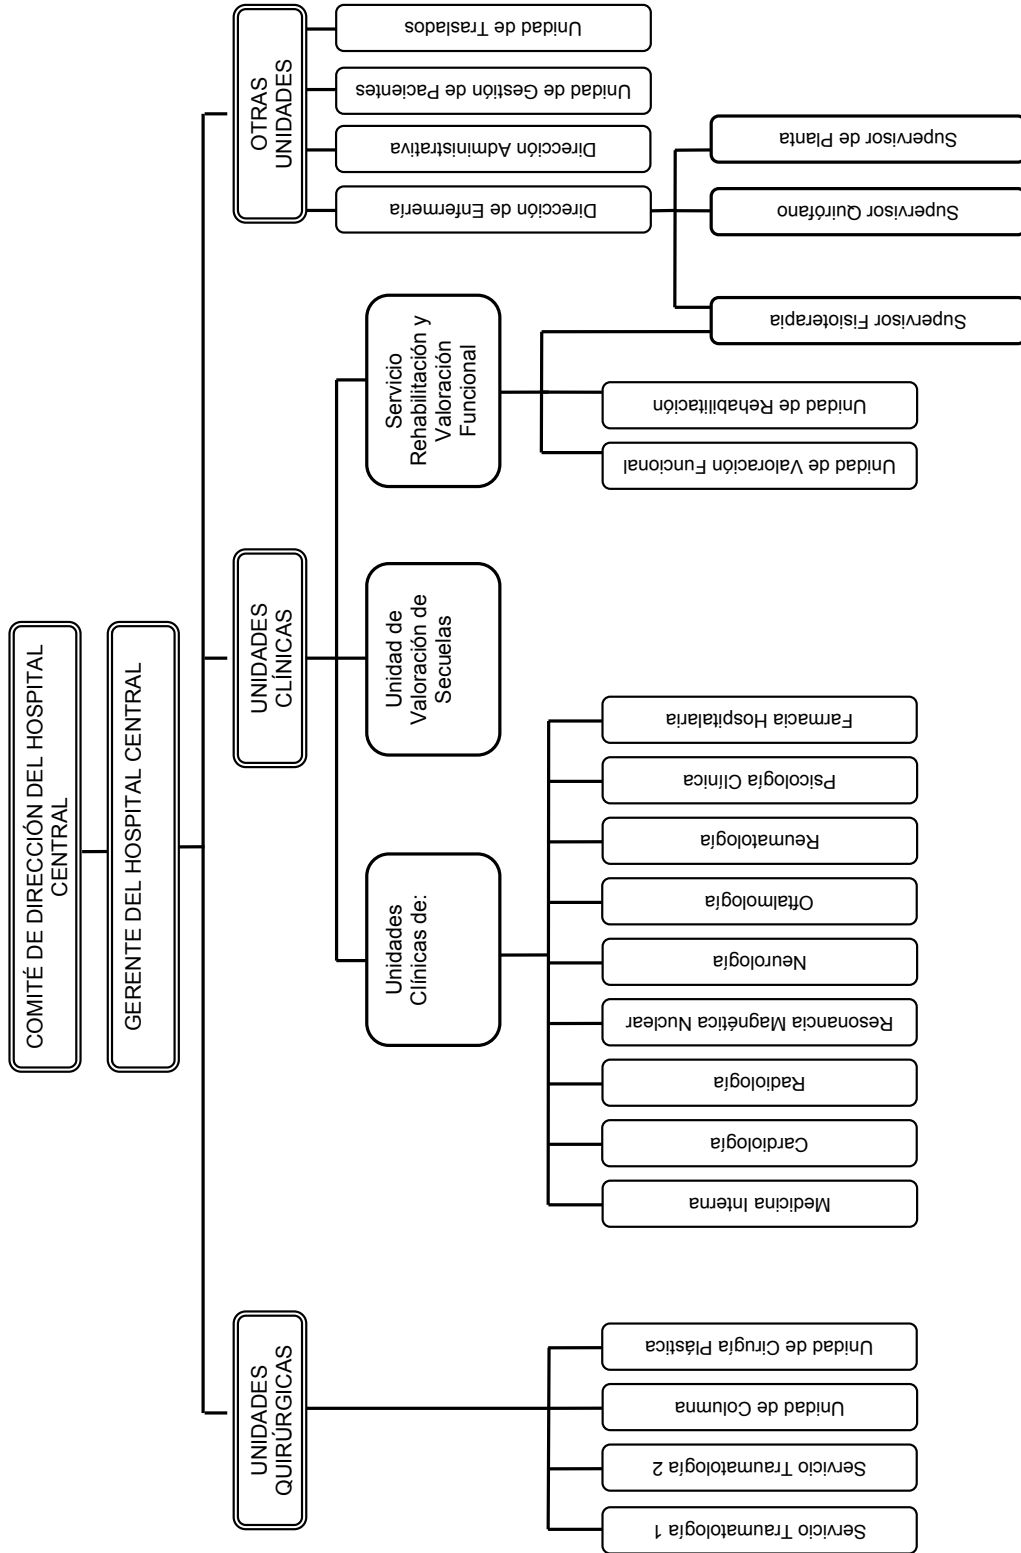 COMITÉ DE DIRECCIÓN DEL HOSPITAL
CENTRAL
GERENTE DEL HOSPITAL CENTRAL
UNIDADES
QUIRÚRGICAS
UNIDADES
CLÍNICAS
OTRAS
UNIDADES
Servicio Traumatología 1
Servicio Traumatología 2
Unidad de Columna
Unidad de Cirugía Plástica
Unidades
Clínicas de:
Medicina Interna
Cardiología
Radiología
Resonancia Magnética Nuclear
Neurología
Oftalmología
Reumatología
Psicología Clínica
Farmacia Hospitalaria
Unidad de
Valoración de
Secuelas
Servicio
Rehabilitación y
Valoración
Funcional
Unidad de Valoración Funcional
Unidad de Rehabilitación
Supervisor Fisioterapia
Dirección de Enfermería
Dirección Administrativa
Unidad de Gestión de Pacientes
Unidad de Traslados
Supervisor Quirófano
Supervisor de Planta